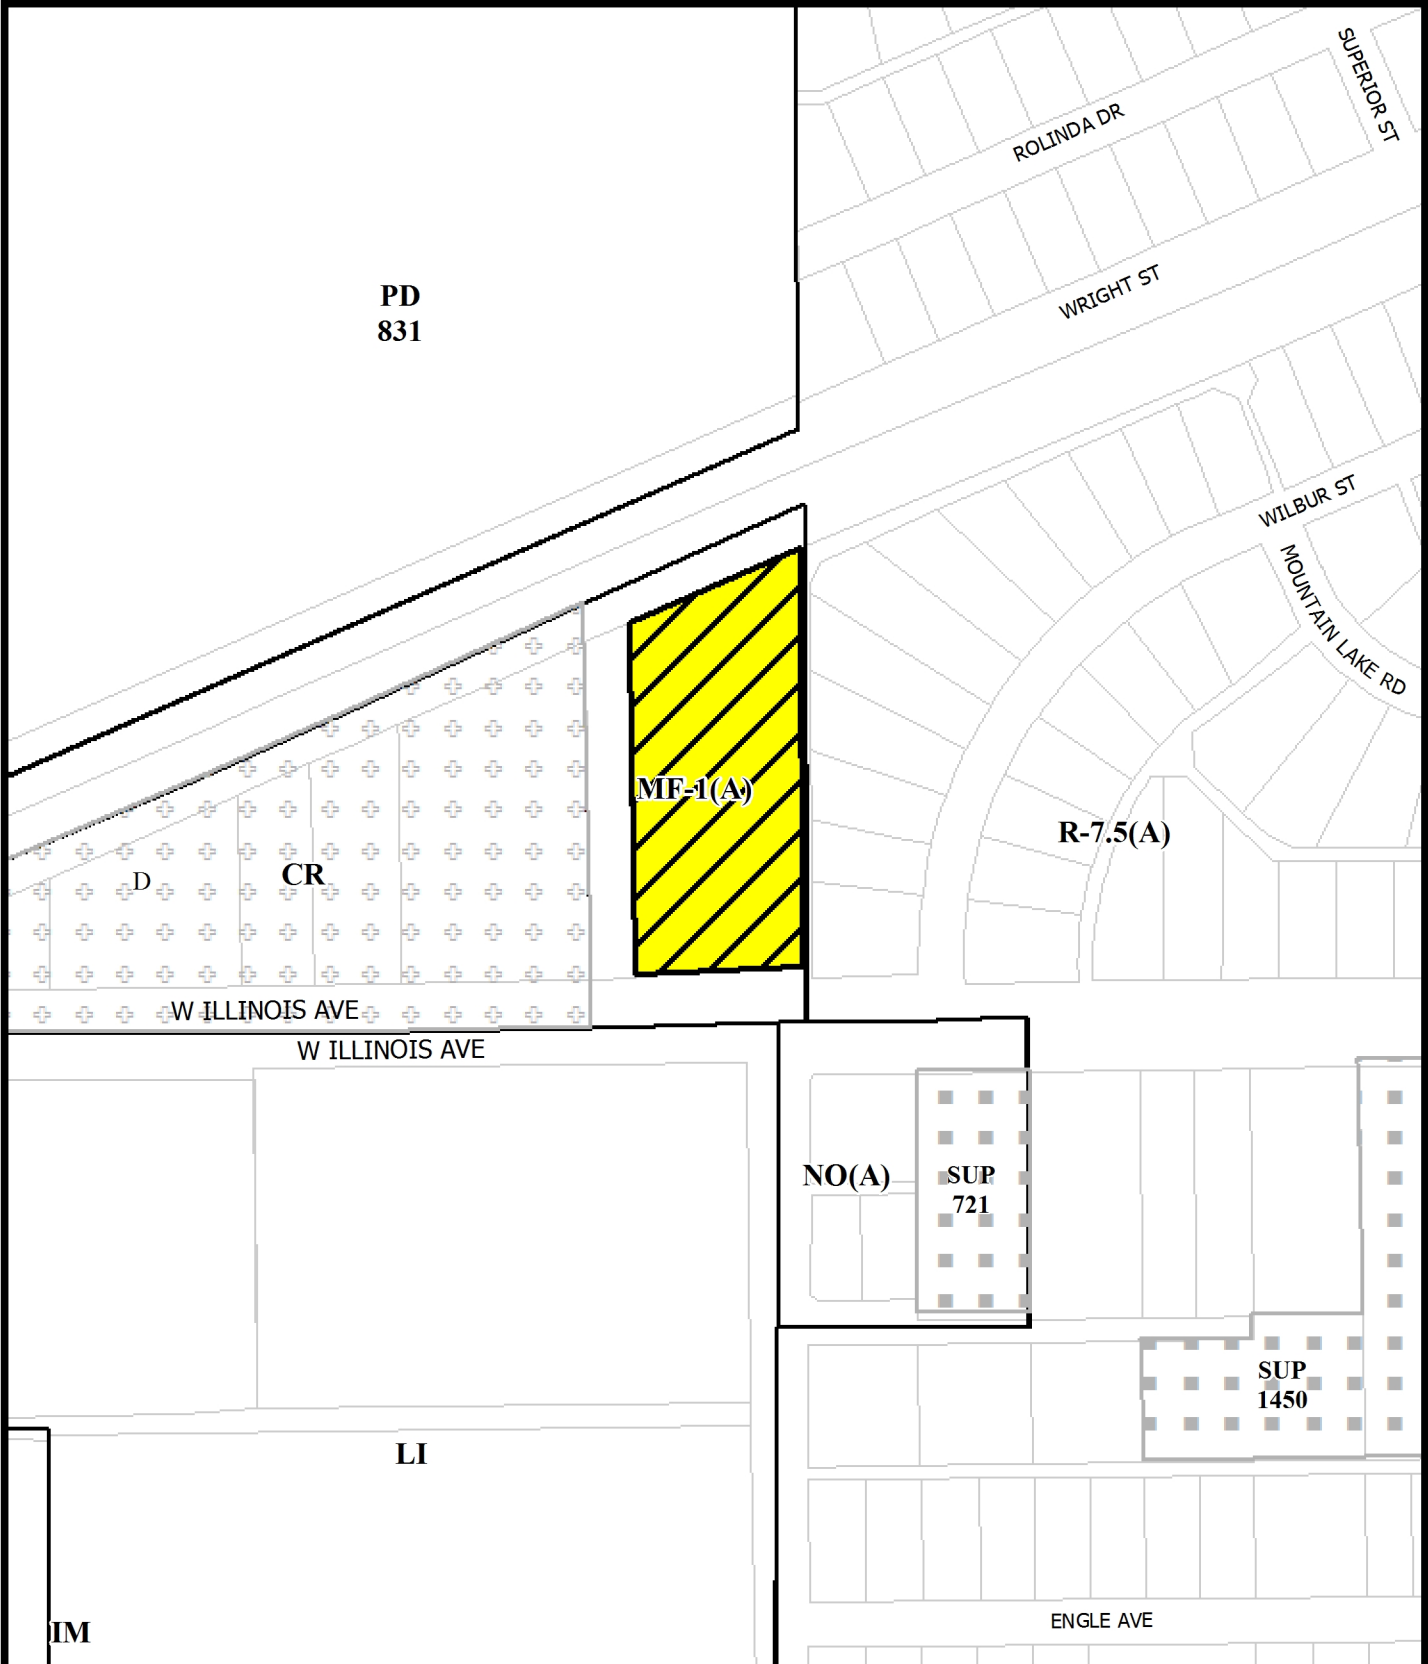 SUPERIOR ST
ROLINDA DR
WRIGHT ST
PD
831
WILBUR ST
MOUNTAIN LAKE RD
MF-1(A)
R-7.5(A)
D
CR
W ILLINOIS AVE
W ILLINOIS AVE
NO(A)
SUP
721
SUP
1450
LI
ENGLE AVE
IM